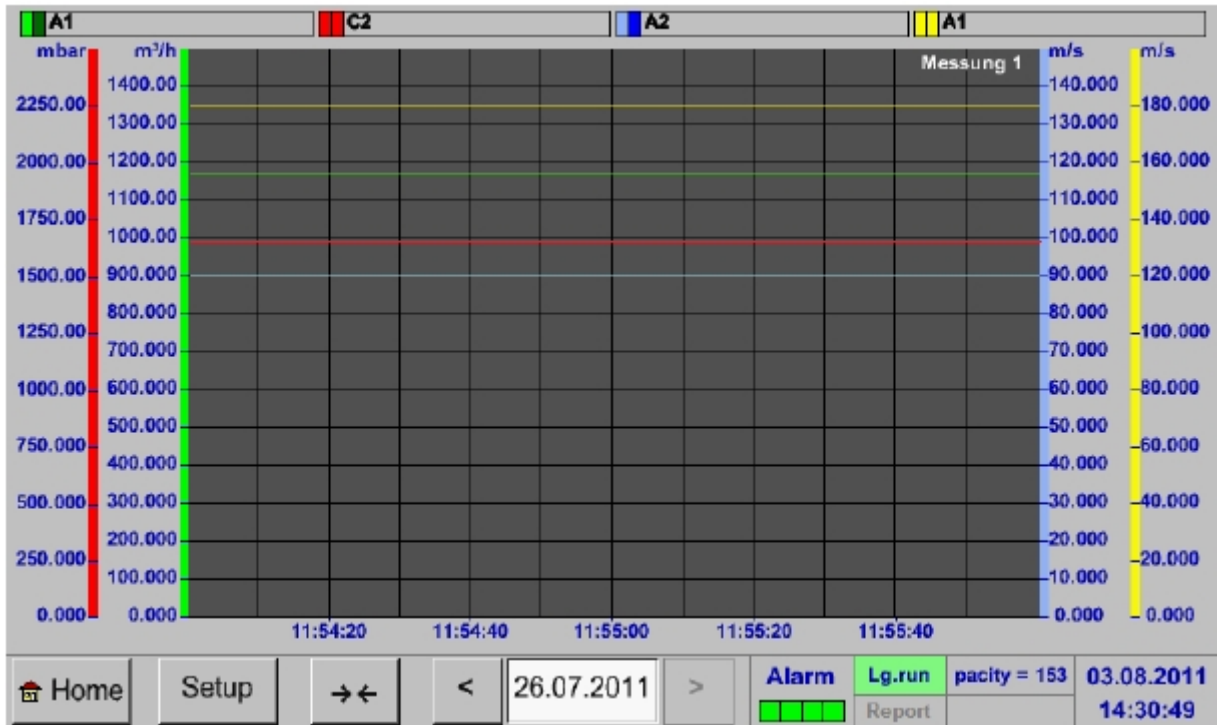 A1 C2 A2 A1
mbar m³/h Messung 1 m/s m/s
1400.00 140.000
2250.00 180.000
1300.00 130.000
2000.00 1200.00 120.000 160.000
1100.00 110.000
1750.00 140.000
1000.00 100.000
1500.00 900.000 90.000 120.000
800.000 80.000
1250.00 100.000
700.000 70.000
1000.00 600.000 60.000 80.000
500.000 50.000
750.000 60.000
400.000 40.000
500.000 300.000 30.000 40.000
200.000 20.000
250.000 20.000
100.000 10.000
0.000 0.000 0.000 0.000
11:54:20 11:54:40 11:55:00 11:55:20 11:55:40
Home Setup →← < 26.07.2011 > Alarm Lg.run pacity = 153 03.08.2011
Report 14:30:49